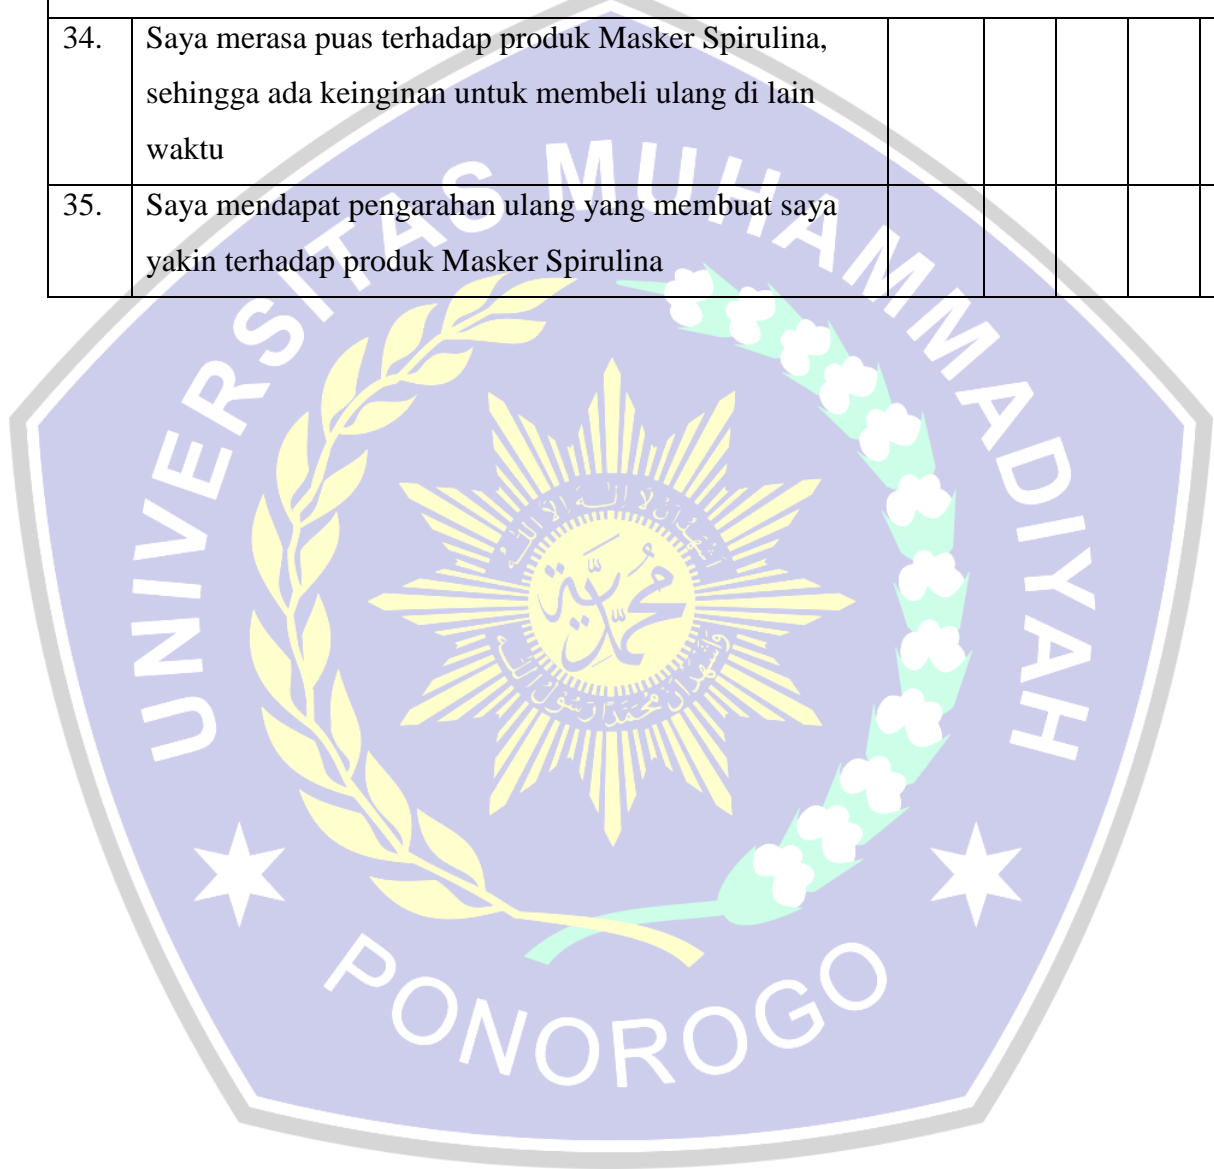 34. Saya merasa puas terhadap produk Masker Spirulina,
sehingga ada keinginan untuk membeli ulang di lain
waktu
35. Saya mendapat pengarahan ulang yang membuat saya
yakin terhadap produk Masker Spirulina
UNIVERSITAS MUHAMMADIYAH
محمدية
PONOROGO